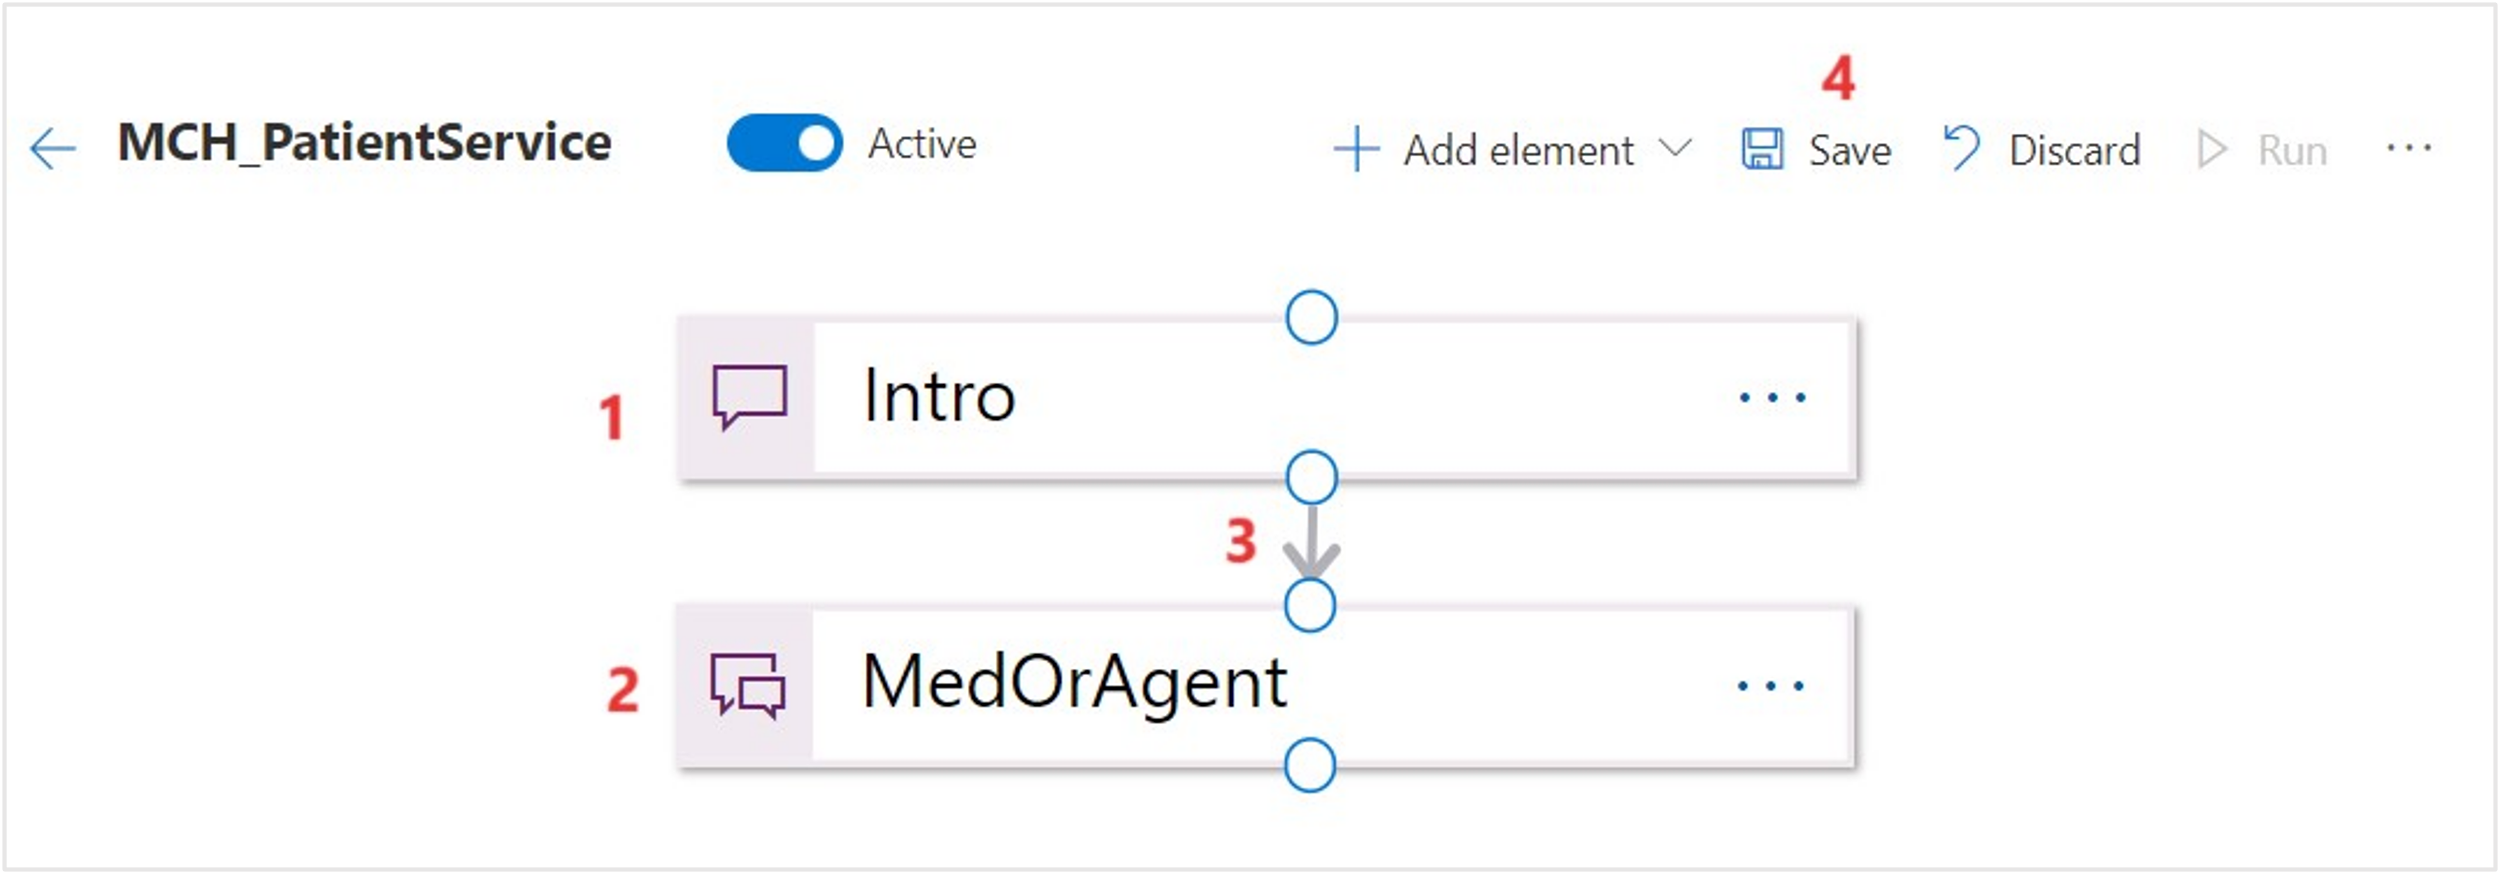 4
MCH_PatientService Active Add element Save Discard Run ...
1 Intro ...
3
2 MedOrAgent ...